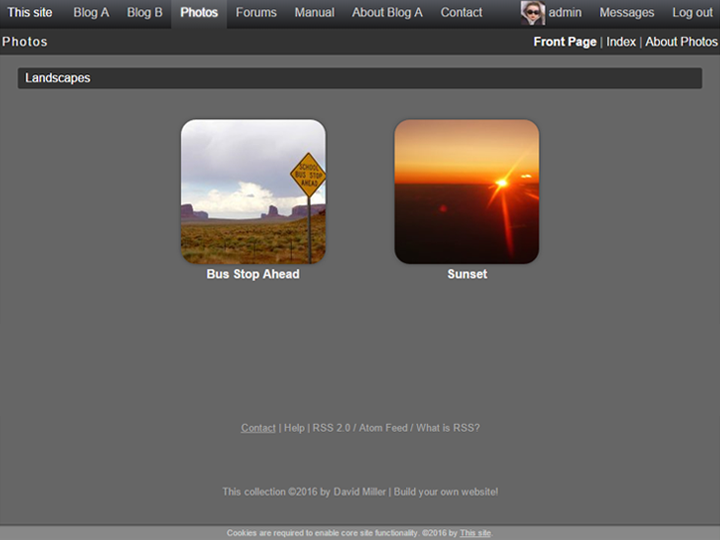 This site Blog A Blog B Photos Forums Manual About Blog A Contact admin Messages Log out
Photos Front Page | Index | About Photos
Landscapes
SCHOOL
BUS STOP
AHEAD
Bus Stop Ahead Sunset
Contact | Help | RSS 2.0 / Atom Feed / What is RSS?
This collection ©2016 by David Miller | Build your own website!
Cookies are required to enable core site functionality. ©2016 by This site.